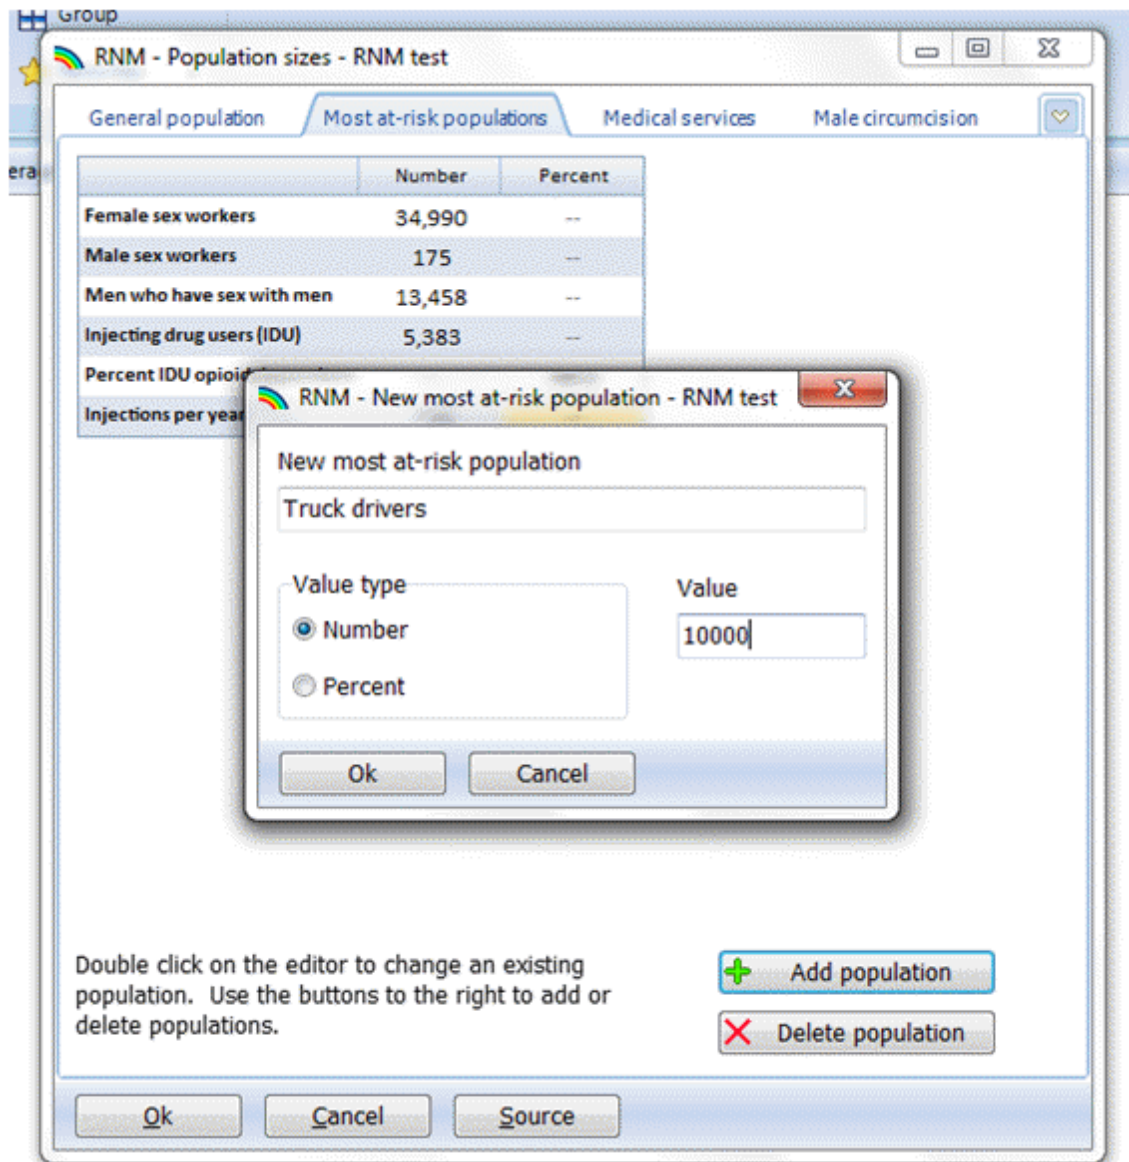 Group
RNM - Population sizes - RNM test
General population Most at-risk populations Medical services Male circumcision
Number Percent
Female sex workers 34,990 --
Male sex workers 175 --
Men who have sex with men 13,458 --
Injecting drug users (IDU) 5,383 --
Percent IDU
Injections per year
RNM - New most at-risk population - RNM test
New most at-risk population
Truck drivers
Value type Value
Number 10000
Percent
Ok Cancel
Double click on the editor to change an existing
population. Use the buttons to the right to add or
delete populations.
Add population
Delete population
Ok Cancel Source